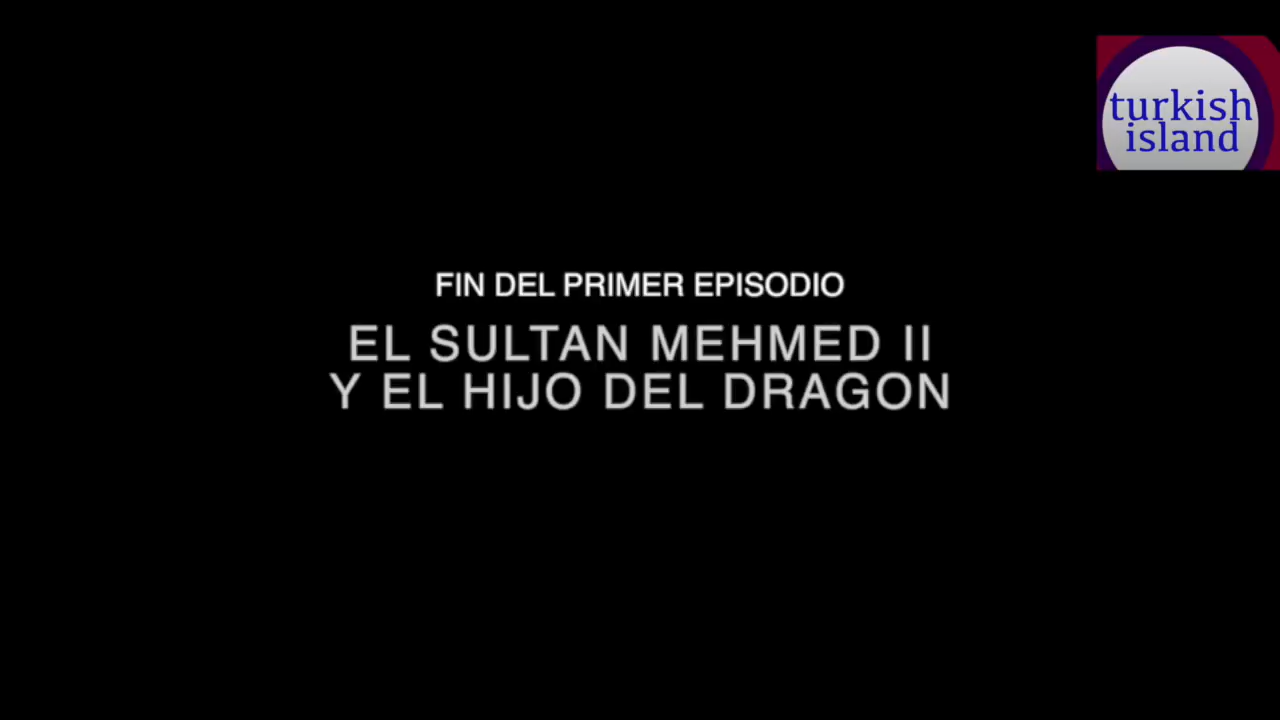 turkish
island
FIN DEL PRIMER EPISODIO
EL SULTAN MEHMED II
Y EL HIJO DEL DRAGON